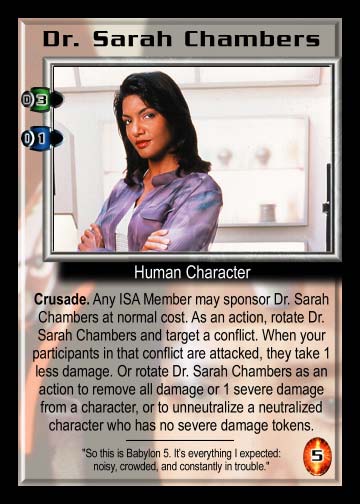 Dr. Sarah Chambers
3
1
Human Character
Crusade. Any ISA Member may sponsor Dr. Sarah
Chambers at normal cost. As an action, rotate Dr.
Sarah Chambers and target a conflict. When your
participants in that conflict are attacked, they take 1
less damage. Or rotate Dr. Sarah Chambers as an
action to remove all damage or 1 severe damage
from a character, or to unneutralize a neutralized
character who has no severe damage tokens.
"So this is Babylon 5. It's everything I expected:
noisy, crowded, and constantly in trouble."
5